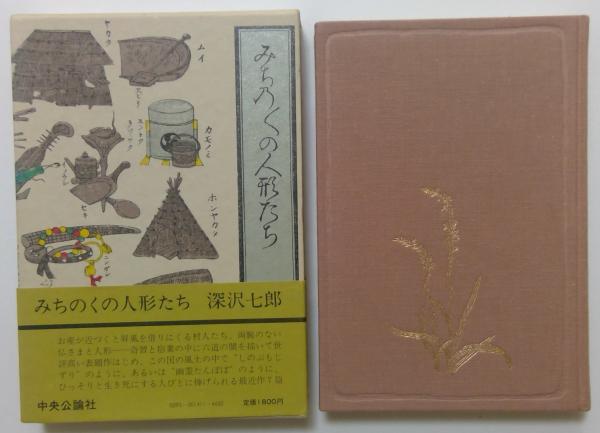 ヤカタ
ムイ
カモノミ
セキ
ホンヤカタ
みちのくの人形たち
みちのくの人形たち 深沢七郎
お産が近づくと屏風を借りにくる村人たち、両腕のない
仏さまと人形――奇習と宿業の中に六道の闇を描いて世
評高い表題作はじめ、この国の風土の中で“しのぶもじ
ずり”のように、あるいは“幽霊たんぽぽ”のように、
ひっそりと生き死にする人びとに捧げられる最近作7篇
中央公論社
定価1800円